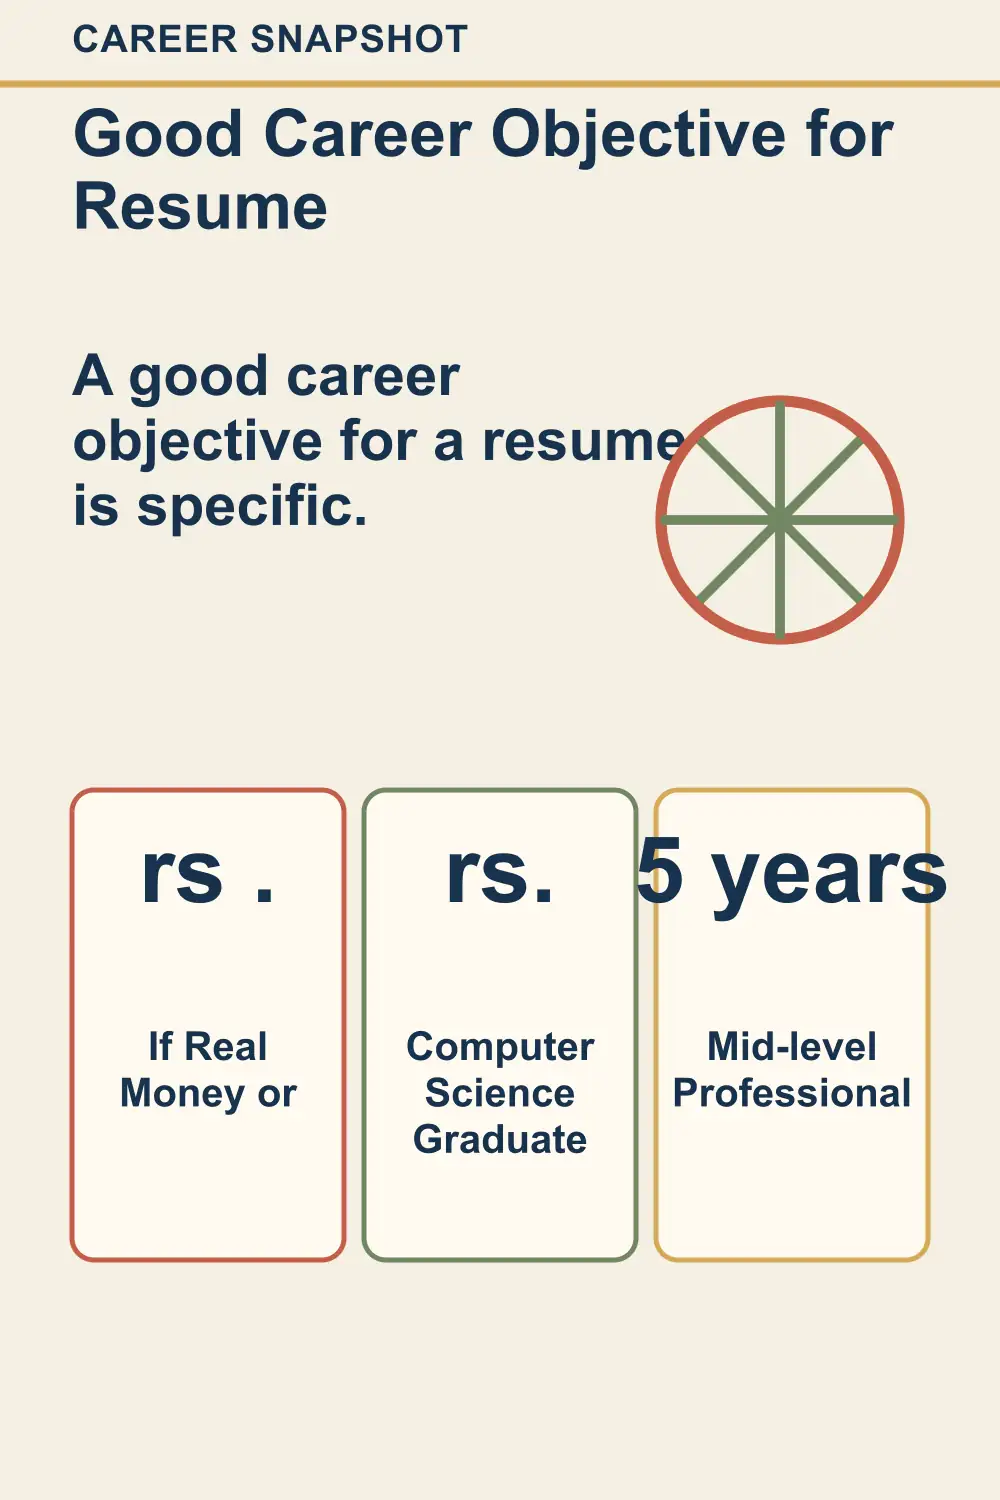 CAREER SNAPSHOT
Good Career Objective for
Resume
A good career
objective for a resume
is specific.
rs .
If Real
Money or
rs.
Computer
Science
Graduate
5 years
Mid-level
Professional